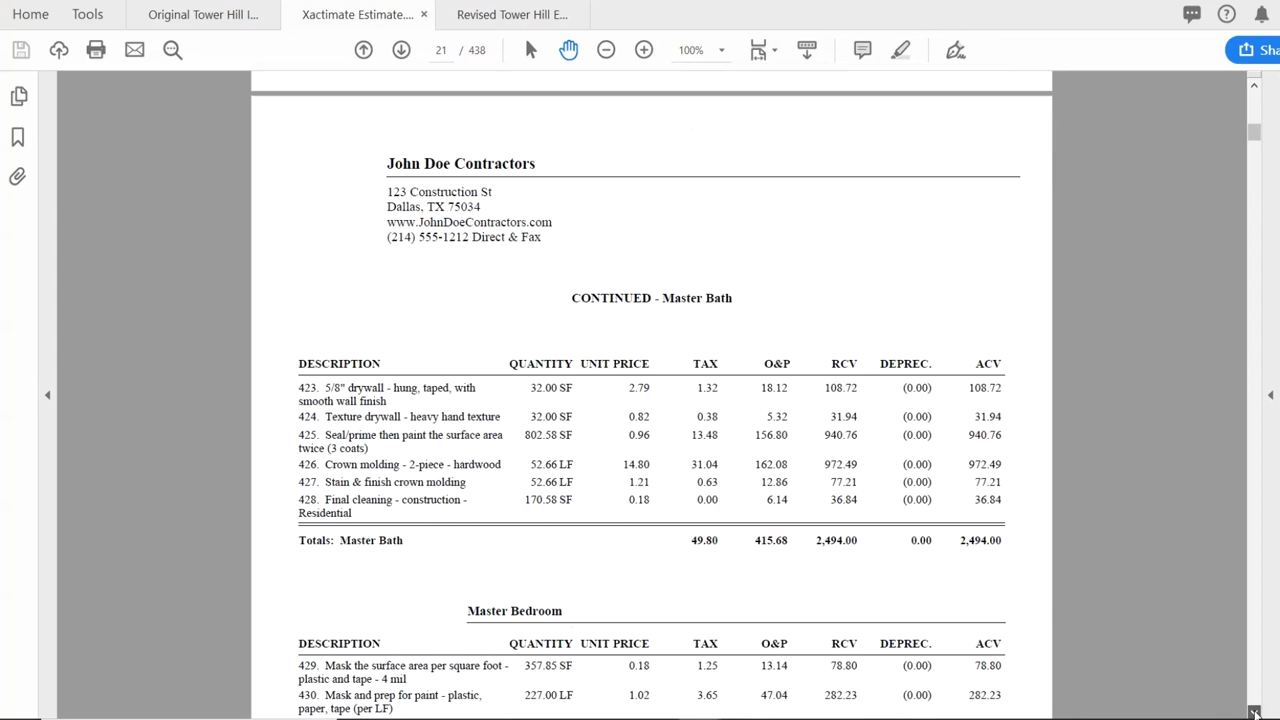 Home Tools Original Tower Hill I... Xactimate Estimate.... × Revised Tower Hill E...
21 / 438 100% Sha
John Doe Contractors
123 Construction St
Dallas, TX 75034
www.JohnDoeContractors.com
(214) 555-1212 Direct & Fax
CONTINUED - Master Bath
DESCRIPTION QUANTITY UNIT PRICE TAX O&P RCV DEPREC. ACV
423. 5/8" drywall - hung, taped, with 32.00 SF 2.79 1.32 18.12 108.72 (0.00) 108.72
smooth wall finish
424. Texture drywall - heavy hand texture 32.00 SF 0.82 0.38 5.32 31.94 (0.00) 31.94
425. Seal/prime then paint the surface area 802.58 SF 0.96 13.48 156.80 940.76 (0.00) 940.76
twice (3 coats)
426. Crown molding - 2-piece - hardwood 52.66 LF 14.80 31.04 162.08 972.49 (0.00) 972.49
427. Stain & finish crown molding 52.66 LF 1.21 0.63 12.86 77.21 (0.00) 77.21
428. Final cleaning - construction - 170.58 SF 0.18 0.00 6.14 36.84 (0.00) 36.84
Residential
Totals: Master Bath 49.80 415.68 2,494.00 0.00 2,494.00
Master Bedroom
DESCRIPTION QUANTITY UNIT PRICE TAX O&P RCV DEPREC. ACV
429. Mask the surface area per square foot - 357.85 SF 0.18 1.25 13.14 78.80 (0.00) 78.80
plastic and tape - 4 mil
430. Mask and prep for paint - plastic, 227.00 LF 1.02 3.65 47.04 282.23 (0.00) 282.23
paper, tape (per LF)